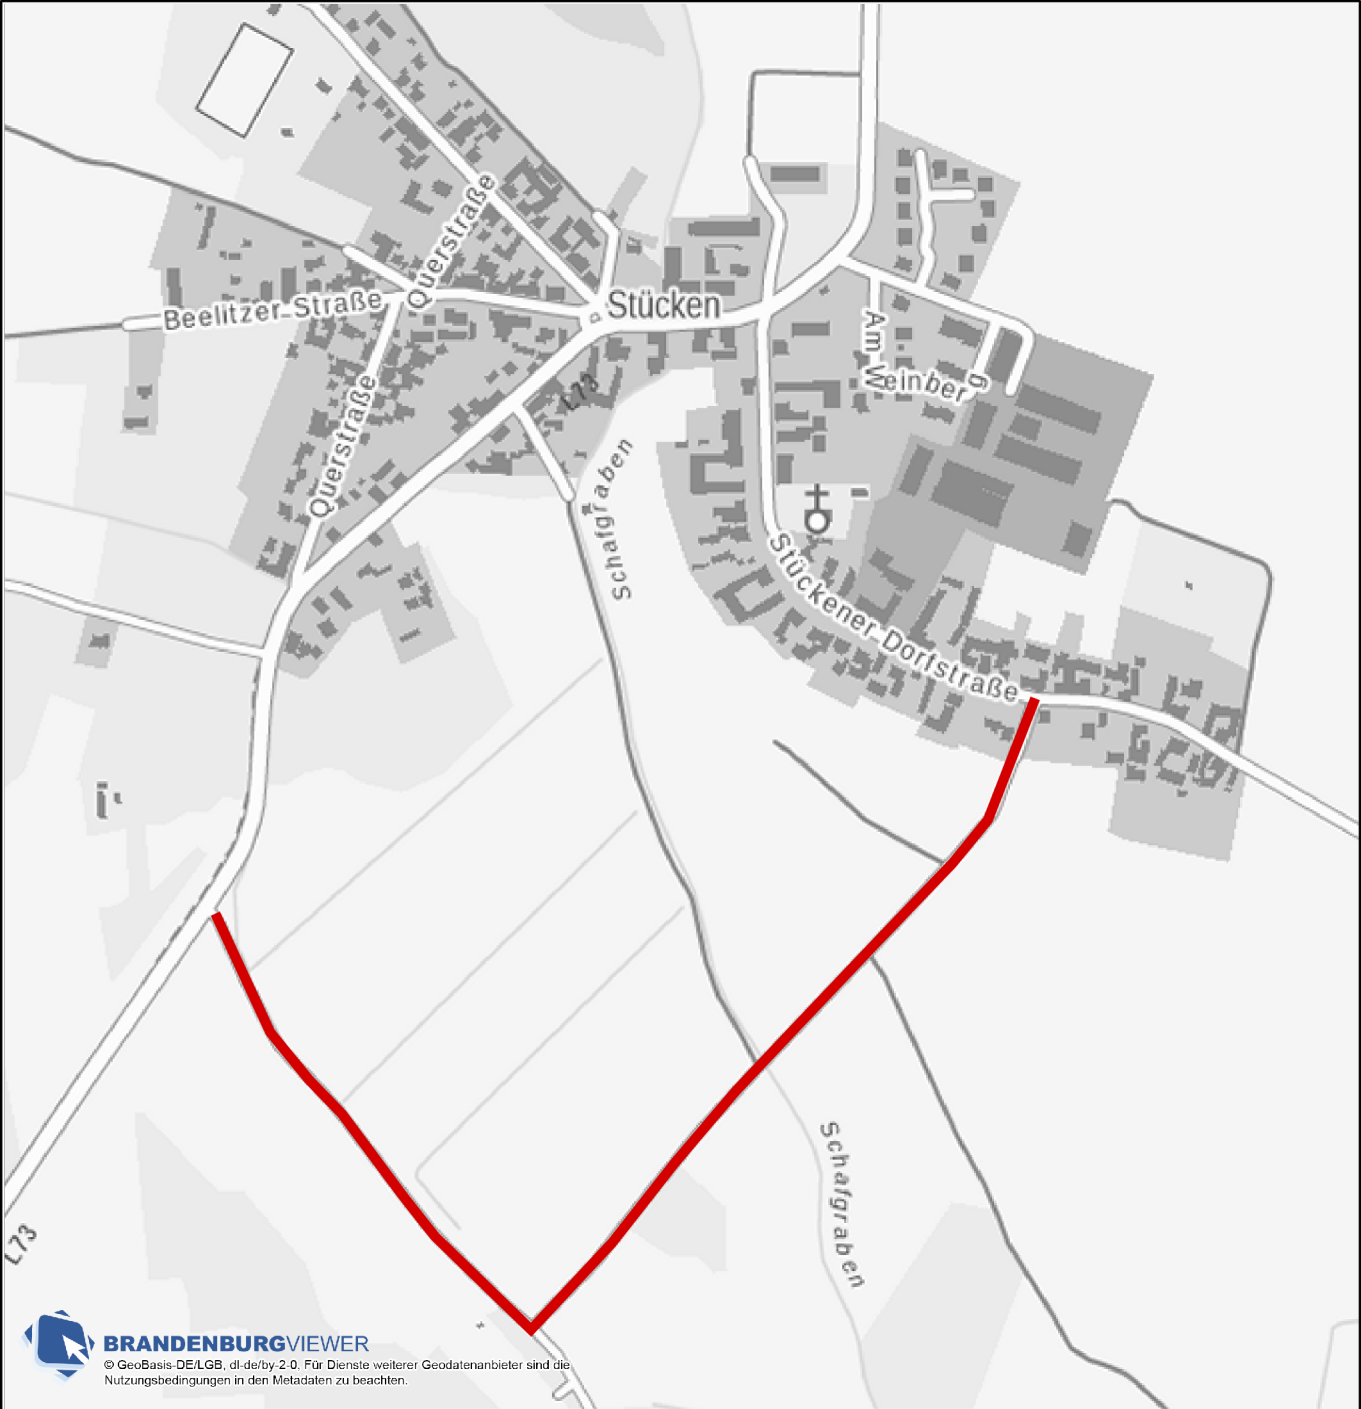 Querstraße
Beelitzer Straße
Stücken
Am Weinberg
L73
Querstraße
Schafgraben
Stückener Dorfstraße
Schafgraben
L73
BRANDENBURGVIEWER
© GeoBasis-DE/LGB, dl-de/by-2-0. Für Dienste weiterer Geodatenanbieter sind die
Nutzungsbedingungen in den Metadaten zu beachten.